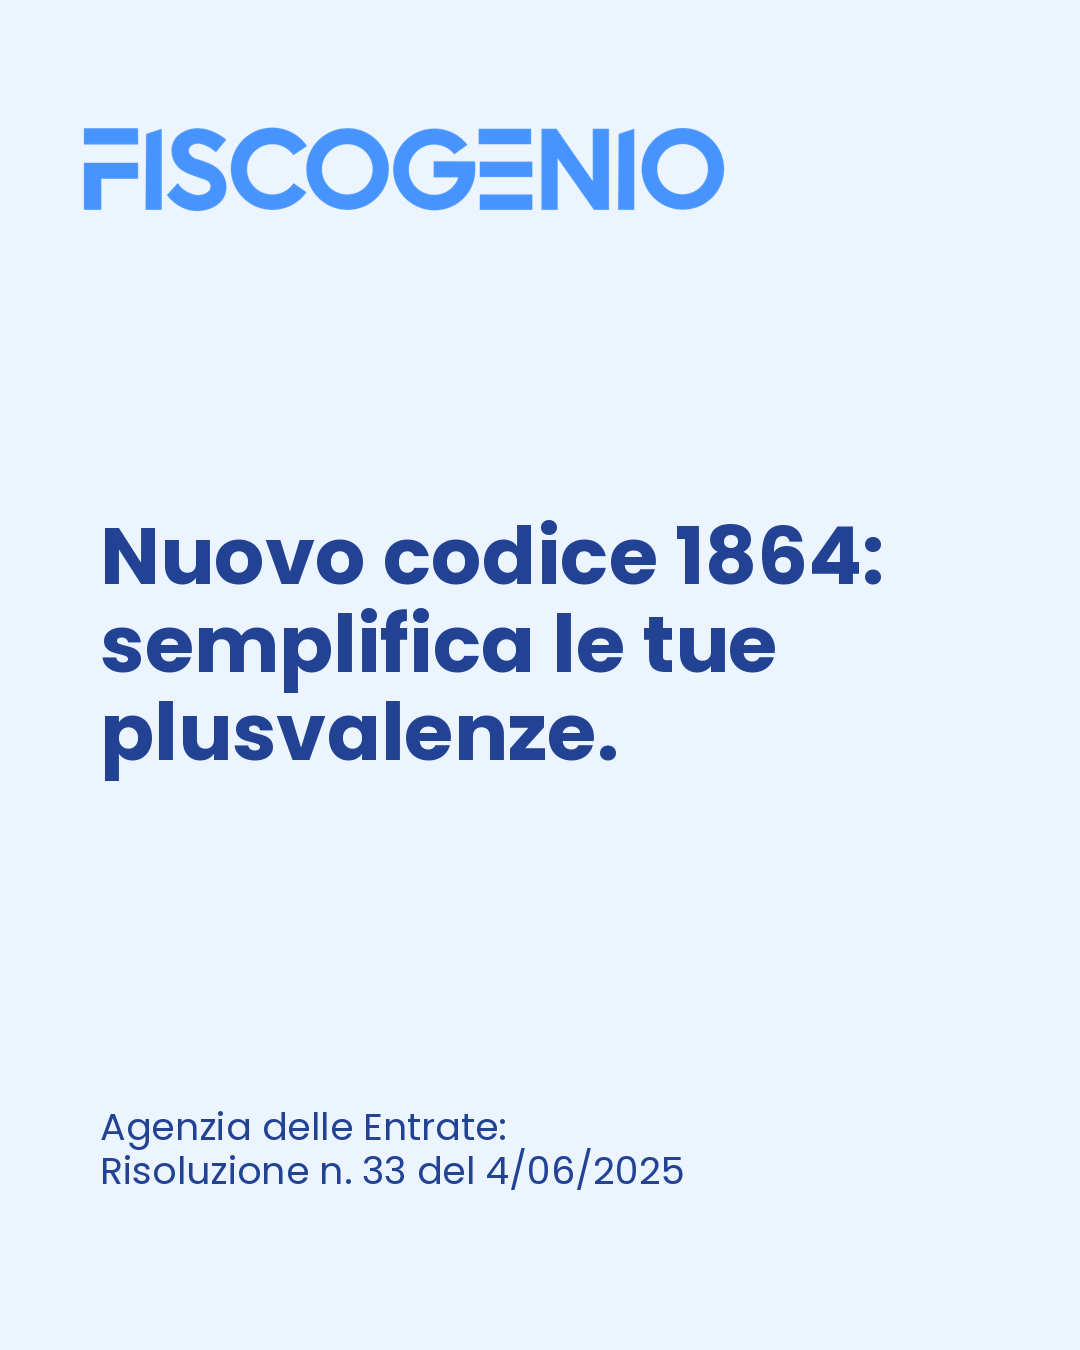 FISCOGENIO
Nuovo codice 1864:
semplifica le tue
plusvalenze.
Agenzia delle Entrate:
Risoluzione n. 33 del 4/06/2025